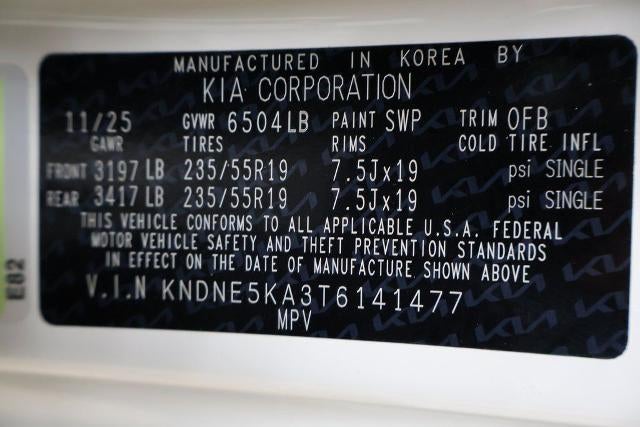 MANUFACTURED IN KOREA BY
KIA CORPORATION
11/25 GVWR 6504LB PAINT SWP TRIM OFB
GAWR TIRES RIMS COLD TIRE INFL
FRONT 3197 LB 235/55R19 7.5Jx19 psi SINGLE
REAR 3417 LB 235/55R19 7.5Jx19 psi SINGLE
THIS VEHICLE CONFORMS TO ALL APPLICABLE U.S.A. FEDERAL
MOTOR VEHICLE SAFETY AND THEFT PREVENTION STANDARDS
IN EFFECT ON THE DATE OF MANUFACTURE SHOWN ABOVE
V.I.N KNDNE5KA3T6141477
MPV
E82